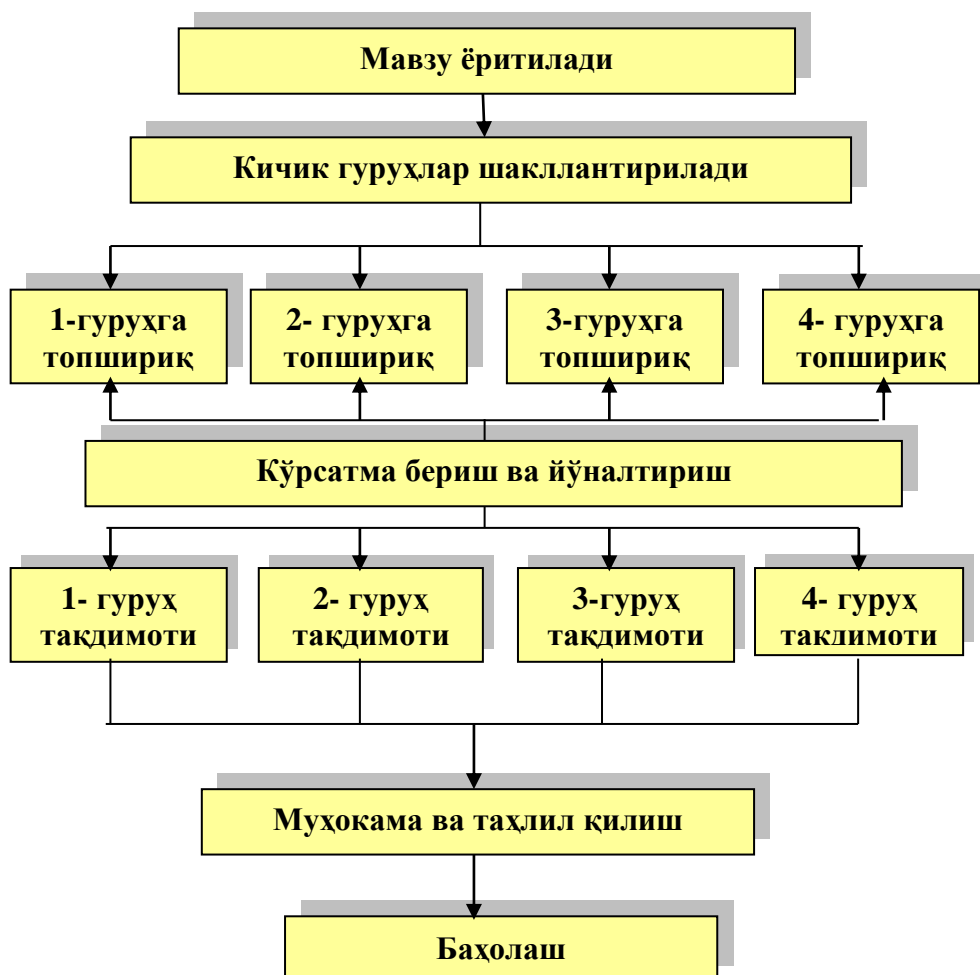 Мавзу ёритилади
Кичик гуруҳлар шакллантирилади
1-гуруҳга
топшириқ
2- гуруҳга
топшириқ
3-гуруҳга
топшириқ
4- гуруҳга
топшириқ
Кўрсатма бериш ва йўналтириш
1- гуруҳ
тақдимоти
2- гуруҳ
тақдимоти
3-гуруҳ
тақдимоти
4- гуруҳ
тақдимоти
Муҳокама ва таҳлил қилиш
Баҳолаш